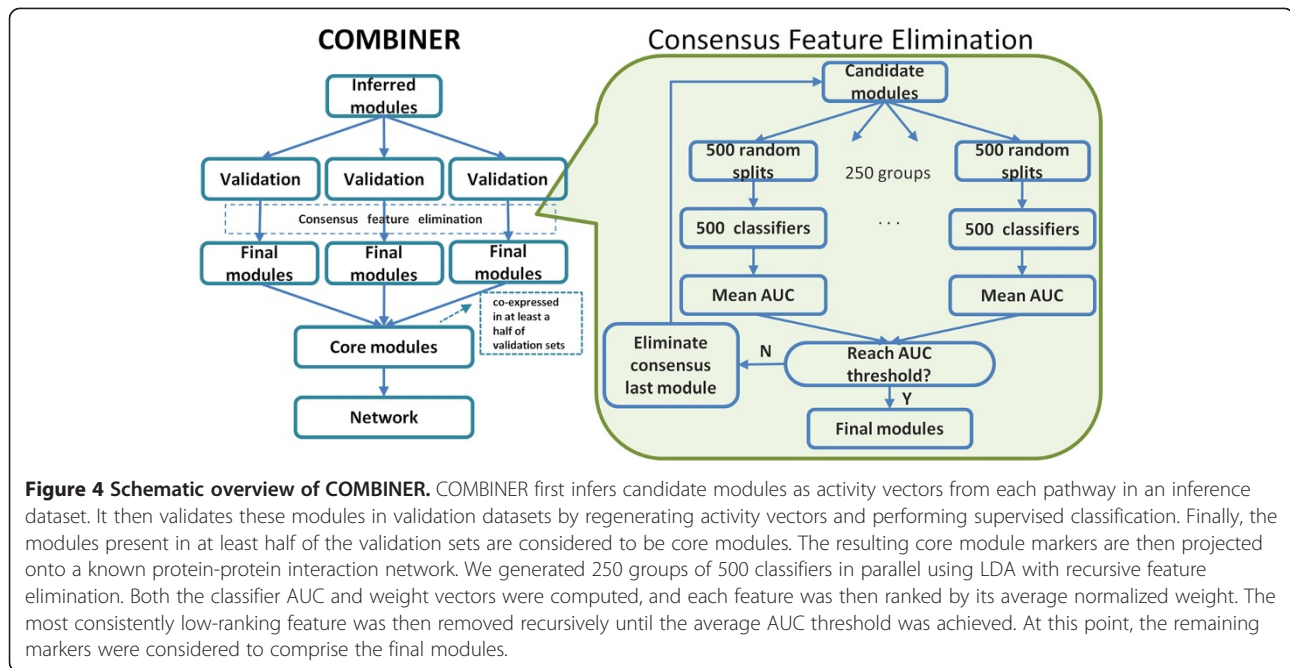 COMBINER
Inferred
modules
Validation
Validation
Validation
Consensus feature elimination
Final
modules
Final
modules
Final
modules
co-expressed
in at least a
half of
validation sets
Core modules
Network
Consensus Feature Elimination
Candidate
modules
500 random
splits
250 groups
500 random
splits
500 classifiers
. . .
500 classifiers
Mean AUC
Mean AUC
Eliminate
consensus
last module
N
Reach AUC
threshold?
Y
Final modules
Figure 4 Schematic overview of COMBINER. COMBINER first infers candidate modules as activity vectors from each pathway in an inference
dataset. It then validates these modules in validation datasets by regenerating activity vectors and performing supervised classification. Finally, the
modules present in at least half of the validation sets are considered to be core modules. The resulting core module markers are then projected
onto a known protein-protein interaction network. We generated 250 groups of 500 classifiers in parallel using LDA with recursive feature
elimination. Both the classifier AUC and weight vectors were computed, and each feature was then ranked by its average normalized weight. The
most consistently low-ranking feature was then removed recursively until the average AUC threshold was achieved. At this point, the remaining
markers were considered to comprise the final modules.